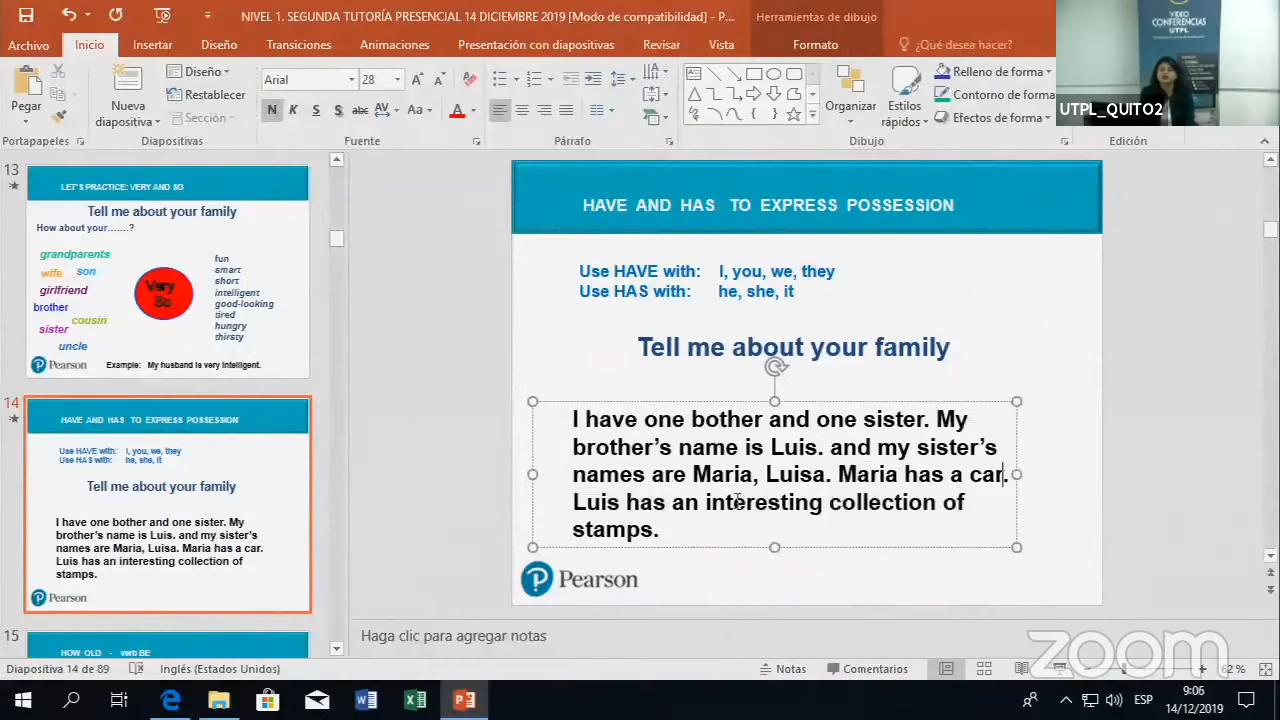 NIVEL 1. SEGUNDA TUTORÍA PRESENCIAL 14 DICIEMBRE 2019 [Modo de compatibilidad] - P...
Herramientas de dibujo
Archivo Inicio Insertar Diseño Transiciones Animaciones Presentación con diapositivas Revisar Vista Formato ¿Qué desea hacer?
VIDEO
CONFERENCIAS
UTPL
UTPL_QUITO2
Pegar
Nueva
diapositiva
Diseño
Restablecer
Sección
Arial 28
N K S S abc AV Aa A
Organizar
Estilos
rápidos
Relleno de forma
Contorno de forma
Efectos de forma
Portapapeles Diapositivas Fuente Párrafo Dibujo Edición
13
LET'S PRACTICE: VERY AND SO
Tell me about your family
How about your.......?
grandparents
wife son
girlfriend
brother
cousin
sister
uncle
Very
So
fun
smart
short
intelligent
good-looking
tired
hungry
thirsty
Pearson
Example: My husband is very intelligent.
14
HAVE AND HAS TO EXPRESS POSSESSION
Use HAVE with: I, you, we, they
Use HAS with: he, she, it
Tell me about your family
I have one bother and one sister. My
brother's name is Luis. and my sister's
names are Maria, Luisa. Maria has a car.
Luis has an interesting collection of
stamps.
Pearson
15
HOW OLD - verb BE
HAVE AND HAS TO EXPRESS POSSESSION
Use HAVE with: I, you, we, they
Use HAS with: he, she, it
Tell me about your family
I have one bother and one sister. My
brother's name is Luis. and my sister's
names are Maria, Luisa. Maria has a car.
Luis has an interesting collection of
stamps.
Pearson
Haga clic para agregar notas
zoom
Diapositiva 14 de 89 Inglés (Estados Unidos) Notas Comentarios 62 %
ESP
9:06
14/12/2019